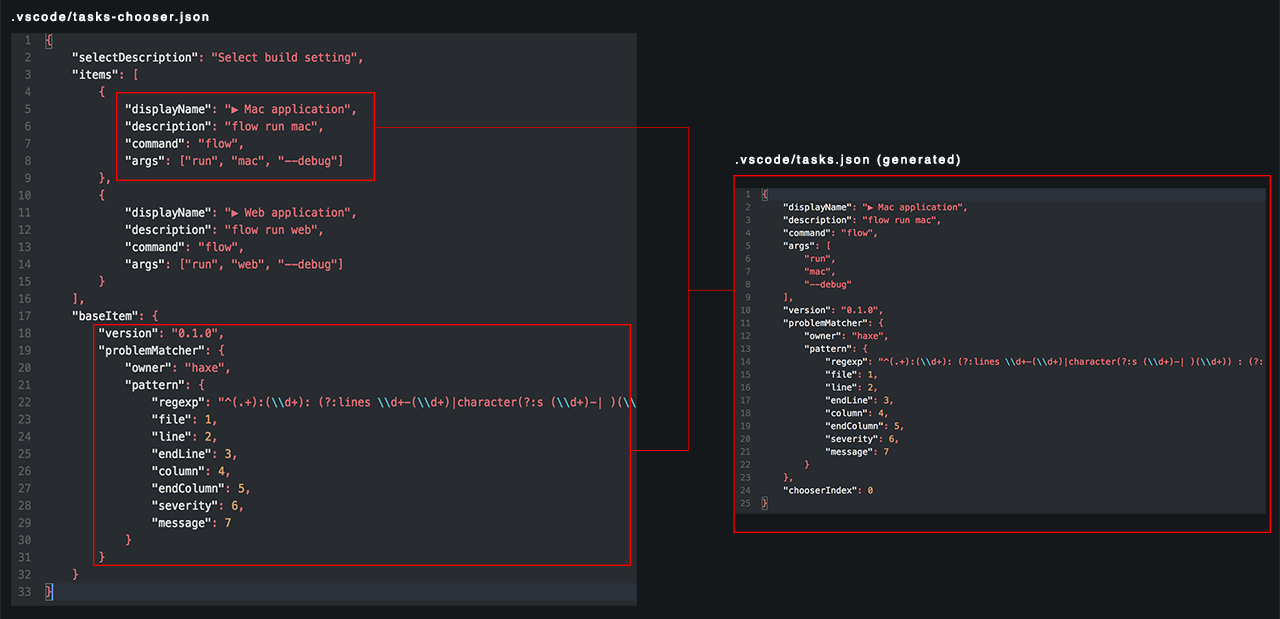 .vscode/tasks-chooser.json
1 {
2 "selectDescription": "Select build setting",
3 "items": [
4 {
5 "displayName": "▶ Mac application",
6 "description": "flow run mac",
7 "command": "flow",
8 "args": ["run", "mac", "--debug"]
9 },
10 {
11 "displayName": "▶ Web application",
12 "description": "flow run web",
13 "command": "flow",
14 "args": ["run", "web", "--debug"]
15 }
16 ],
17 "baseItem": {
18 "version": "0.1.0",
19 "problemMatcher": {
20 "owner": "haxe",
21 "pattern": {
22 "regexp": "^(.+):(\\d+): (?:lines \\d+-(\\d+)|character(?:s (\\d+)-| )(\\
23 "file": 1,
24 "line": 2,
25 "endLine": 3,
26 "column": 4,
27 "endColumn": 5,
28 "severity": 6,
29 "message": 7
30 }
31 }
32 }
33 }
.vscode/tasks.json (generated)
1 {
2 "displayName": "▶ Mac application",
3 "description": "flow run mac",
4 "command": "flow",
5 "args": [
6 "run",
7 "mac",
8 "--debug"
9 ],
10 "version": "0.1.0",
11 "problemMatcher": {
12 "owner": "haxe",
13 "pattern": {
14 "regexp": "^(.+):(\\d+): (?:lines \\d+-(\\d+)|character(?:s (\\d+)-| )(\\d+)) : (?:
15 "file": 1,
16 "line": 2,
17 "endLine": 3,
18 "column": 4,
19 "endColumn": 5,
20 "severity": 6,
21 "message": 7
22 }
23 },
24 "chooserIndex": 0
25 }